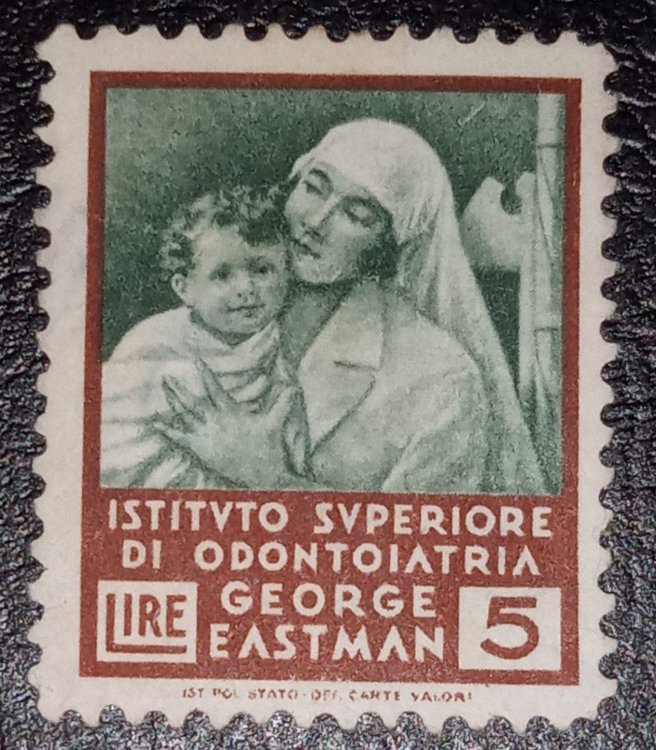 ISTITVTO SVPERIORE
DI ODONTOIATRIA
GEORGE
EASTMAN
LIRE
5
IST POL STATO-OFF. CARTE VALORI